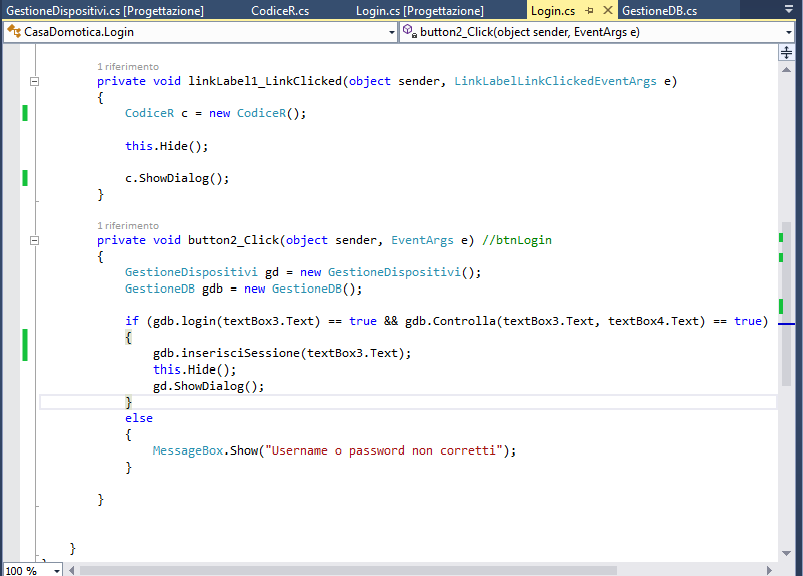 GestioneDispositivi.cs [Progettazione] CodiceR.cs Login.cs [Progettazione] Login.cs GestioneDB.cs
CasaDomotica.Login button2_Click(object sender, EventArgs e)
1 riferimento
private void linkLabel1_LinkClicked(object sender, LinkLabelLinkClickedEventArgs e)
{
CodiceR c = new CodiceR();
this.Hide();
c.ShowDialog();
}
1 riferimento
private void button2_Click(object sender, EventArgs e) //btnLogin
{
GestioneDispositivi gd = new GestioneDispositivi();
GestioneDB gdb = new GestioneDB();
if (gdb.login(textBox3.Text) == true && gdb.Controlla(textBox3.Text, textBox4.Text) == true)
{
gdb.inserisciSessione(textBox3.Text);
this.Hide();
gd.ShowDialog();
}
else
{
MessageBox.Show("Username o password non corretti");
}
}
}
100 %